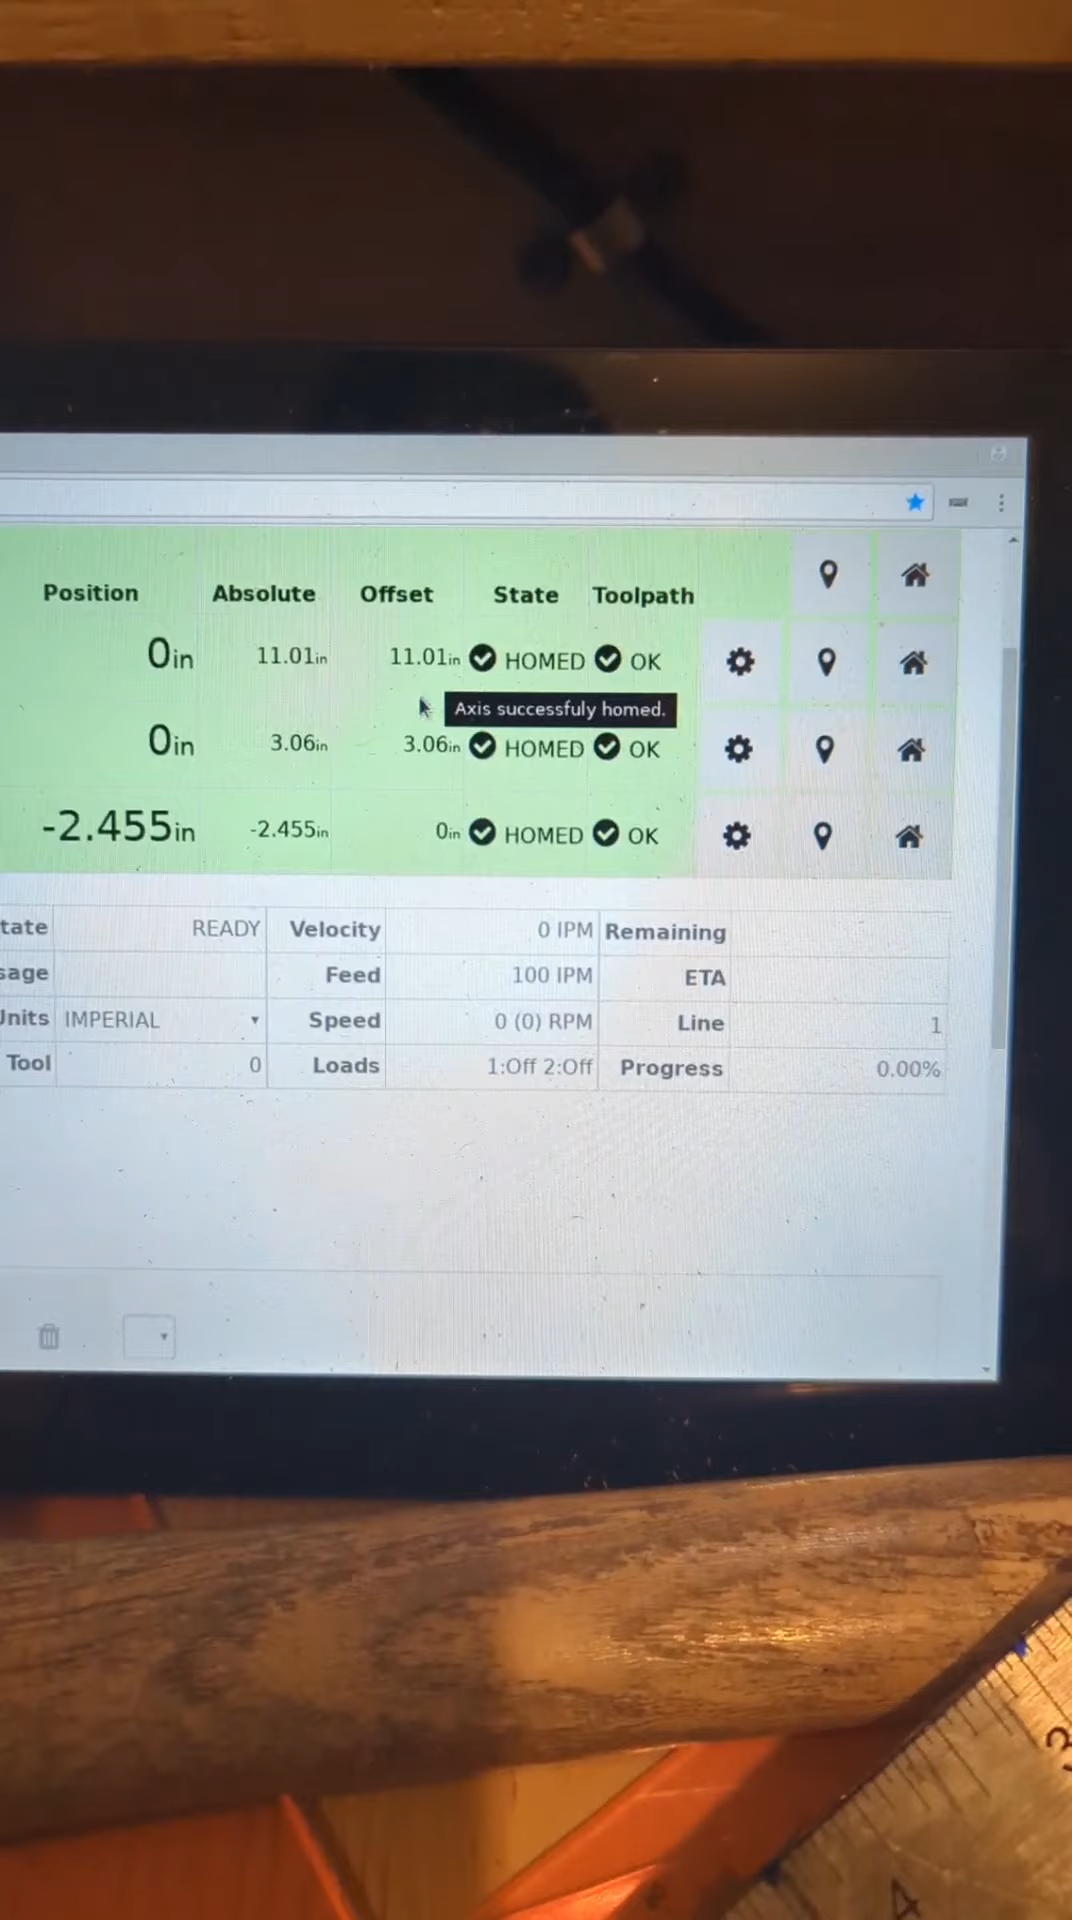 Position Absolute Offset State Toolpath
0in 11.01in 11.01in HOMED OK
Axis successfuly homed.
0in 3.06in 3.06in HOMED OK
-2.455in -2.455in 0in HOMED OK
tate READY Velocity 0 IPM Remaining
sage Feed 100 IPM ETA
Units IMPERIAL Speed 0 (0) RPM Line 1
Tool 0 Loads 1:Off 2:Off Progress 0.00%
3
4